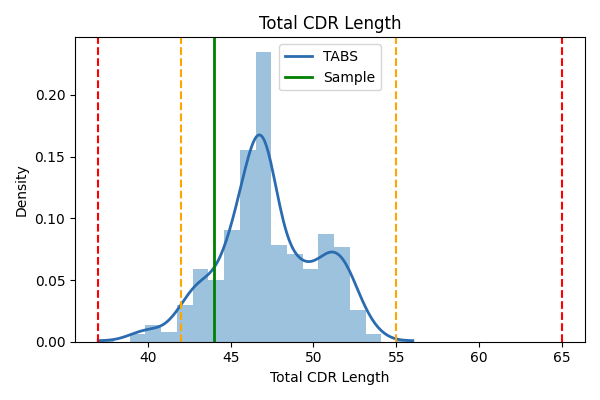 Total CDR Length
TABS
Sample
Density
0.20
0.15
0.10
0.05
0.00
40 45 50 55 60 65
Total CDR Length